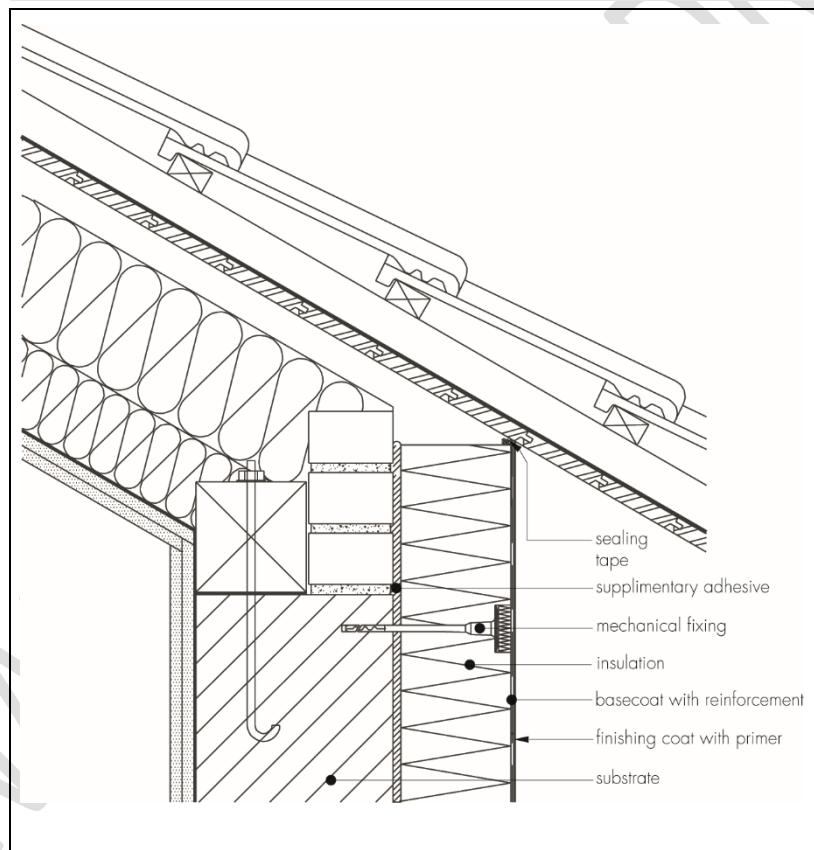 sealing
tape
supplimentary adhesive
mechanical fixing
insulation
basecoat with reinforcement
finishing coat with primer
substrate